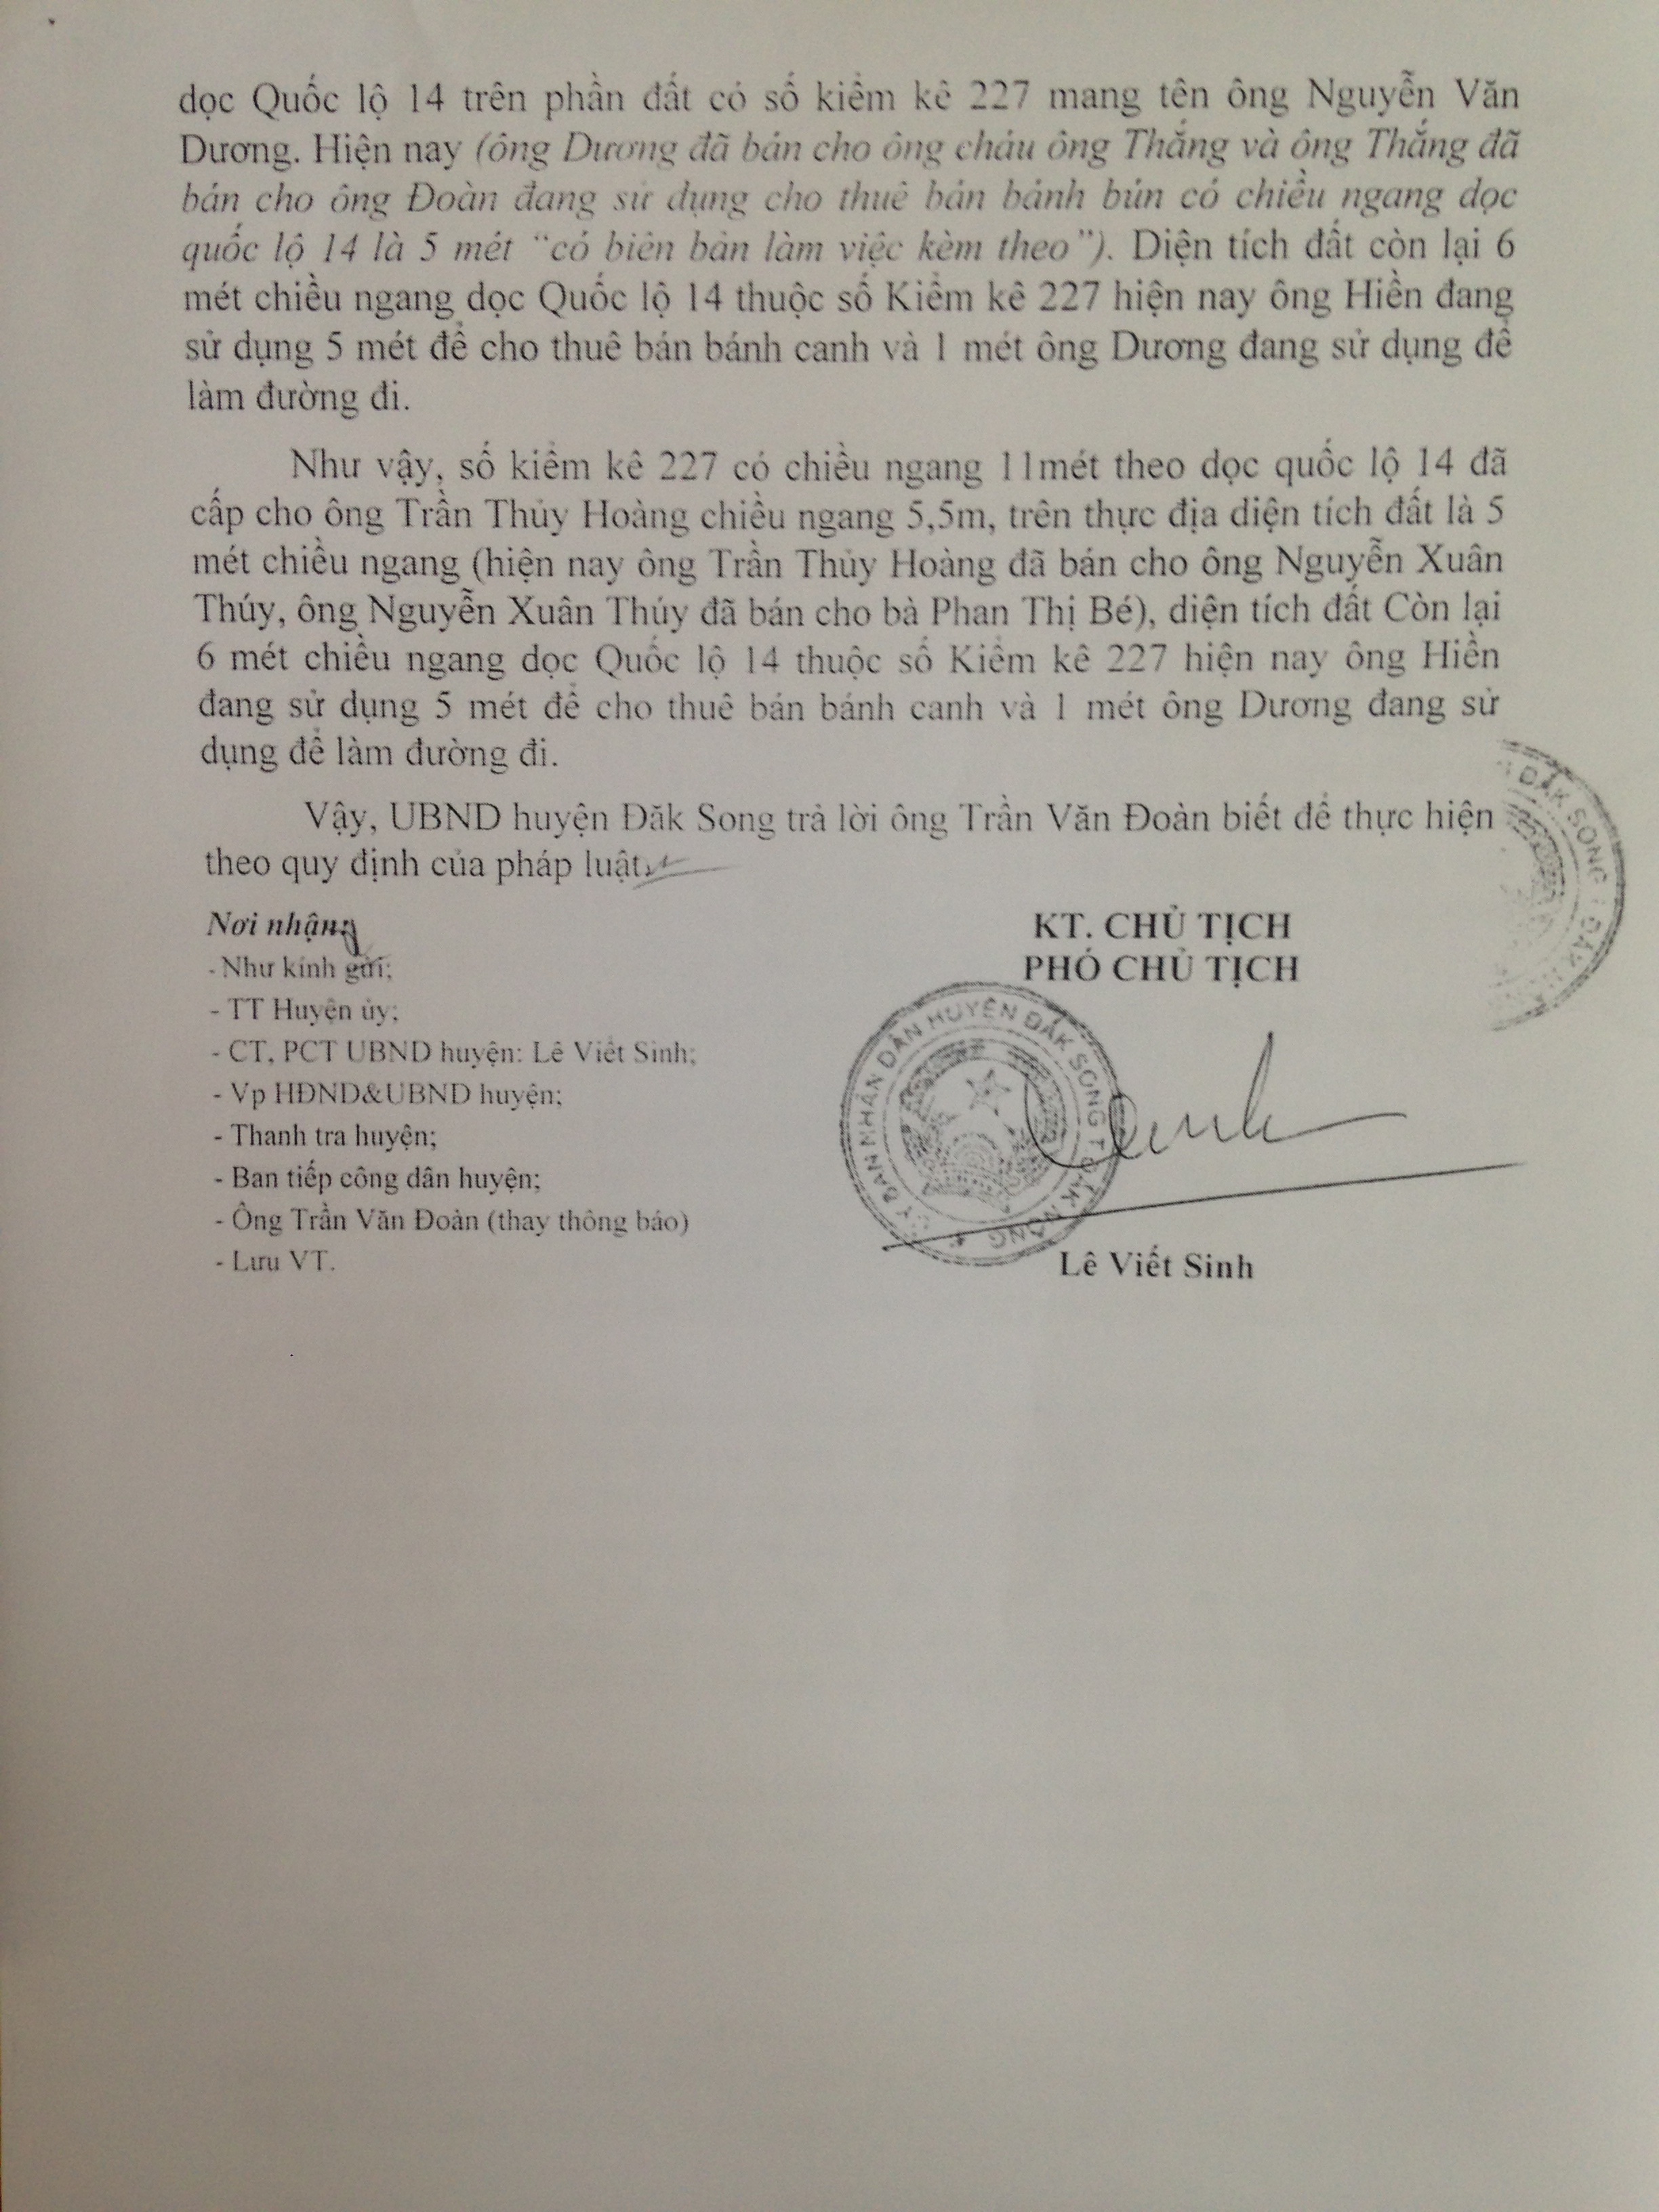 dọc Quốc lộ 14 trên phần đất có số kiểm kê 227 mang tên ông Nguyễn Văn
Dương. Hiện nay (ông Dương đã bán cho ông cháu ông Thắng và ông Thắng đã
bán cho ông Đoàn đang sử dụng cho thuê bán bánh bún có chiều ngang dọc
quốc lộ 14 là 5 mét “có biên bản làm việc kèm theo”). Diện tích đất còn lại 6
mét chiều ngang dọc Quốc lộ 14 thuộc số Kiểm kê 227 hiện nay ông Hiền đang
sử dụng 5 mét để cho thuê bán bánh canh và 1 mét ông Dương đang sử dụng để
làm đường đi.
Như vậy, số kiểm kê 227 có chiều ngang 11mét theo dọc quốc lộ 14 đã
cấp cho ông Trần Thủy Hoàng chiều ngang 5,5m, trên thực địa diện tích đất là 5
mét chiều ngang (hiện nay ông Trần Thủy Hoàng đã bán cho ông Nguyễn Xuân
Thúy, ông Nguyễn Xuân Thúy đã bán cho bà Phan Thị Bé), diện tích đất Còn lại
6 mét chiều ngang dọc Quốc lộ 14 thuộc số Kiểm kê 227 hiện nay ông Hiền
đang sử dụng 5 mét để cho thuê bán bánh canh và 1 mét ông Dương đang sử
dụng để làm đường đi.
Vậy, UBND huyện Đăk Song trả lời ông Trần Văn Đoàn biết để thực hiện
theo quy định của pháp luật.
Nơi nhận:
- Như kính gửi;
- TT Huyện ủy;
- CT, PCT UBND huyện: Lê Viết Sinh;
- Vp HĐND&UBND huyện;
- Thanh tra huyện;
- Ban tiếp công dân huyện;
- Ông Trần Văn Đoàn (thay thông báo)
- Lưu VT.
KT. CHỦ TỊCH
PHÓ CHỦ TỊCH
ỦY BAN NHÂN DÂN HUYỆN ĐĂK SONG
Lê Viết Sinh
ĐĂK SONG